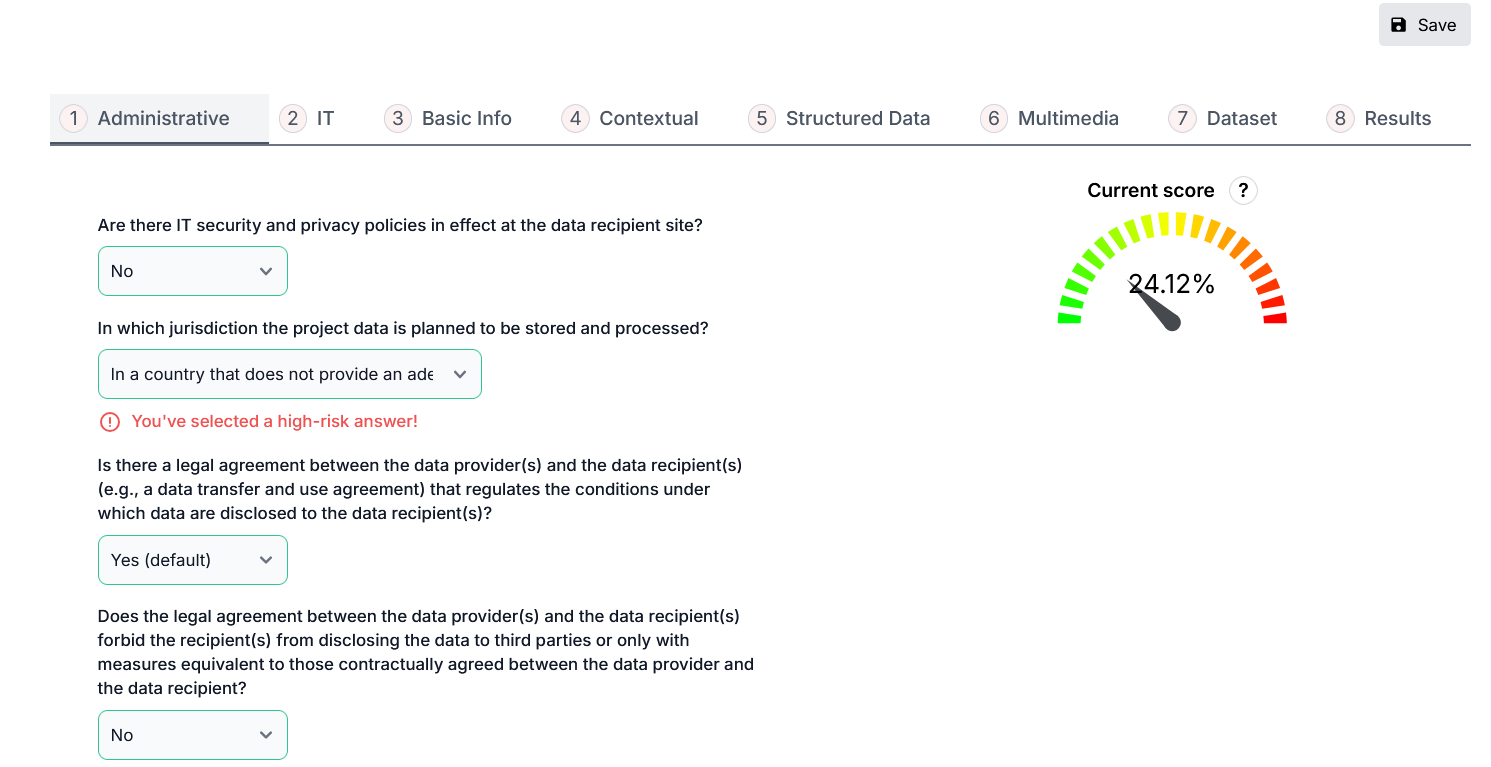 Save
1 Administrative 2 IT 3 Basic Info 4 Contextual 5 Structured Data 6 Multimedia 7 Dataset 8 Results
Current score ?
24.12%
Are there IT security and privacy policies in effect at the data recipient site?
No
In which jurisdiction the project data is planned to be stored and processed?
In a country that does not provide an ade
You've selected a high-risk answer!
Is there a legal agreement between the data provider(s) and the data recipient(s)
(e.g., a data transfer and use agreement) that regulates the conditions under
which data are disclosed to the data recipient(s)?
Yes (default)
Does the legal agreement between the data provider(s) and the data recipient(s)
forbid the recipient(s) from disclosing the data to third parties or only with
measures equivalent to those contractually agreed between the data provider and
the data recipient?
No